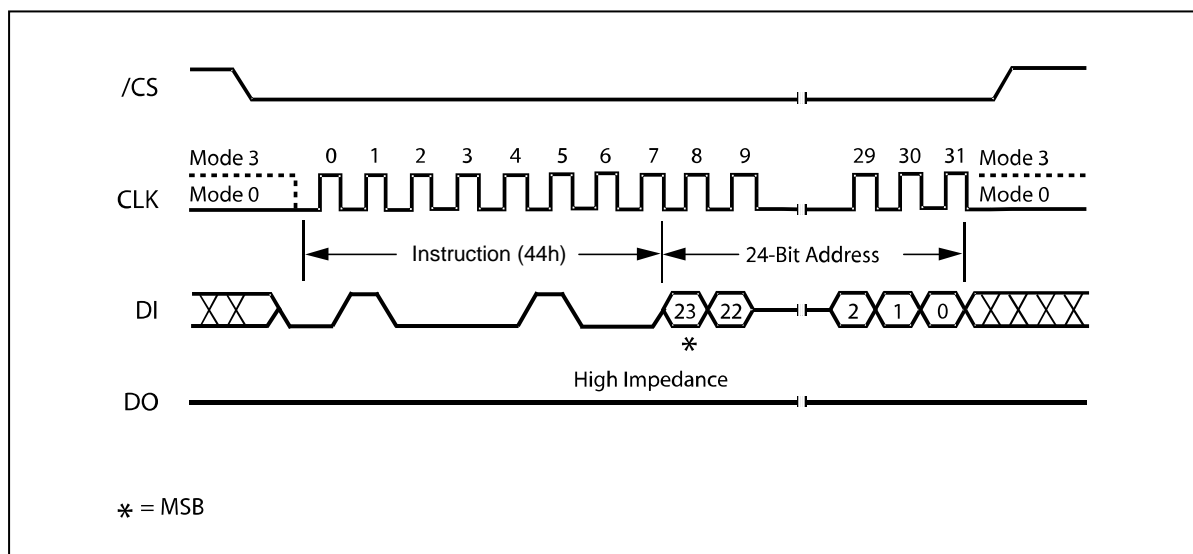 /CS
Mode 3 0 1 2 3 4 5 6 7 8 9 29 30 31 Mode 3
CLK Mode 0 Mode 0
Instruction (44h) 24-Bit Address
DI 23 22 2 1 0
*
High Impedance
DO
* = MSB